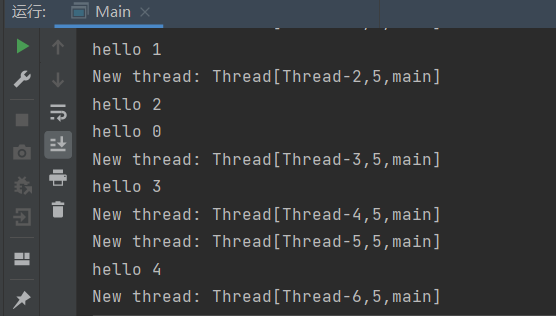 运行: Main
hello 1
New thread: Thread[Thread-2,5,main]
hello 2
hello 0
New thread: Thread[Thread-3,5,main]
hello 3
New thread: Thread[Thread-4,5,main]
New thread: Thread[Thread-5,5,main]
hello 4
New thread: Thread[Thread-6,5,main]